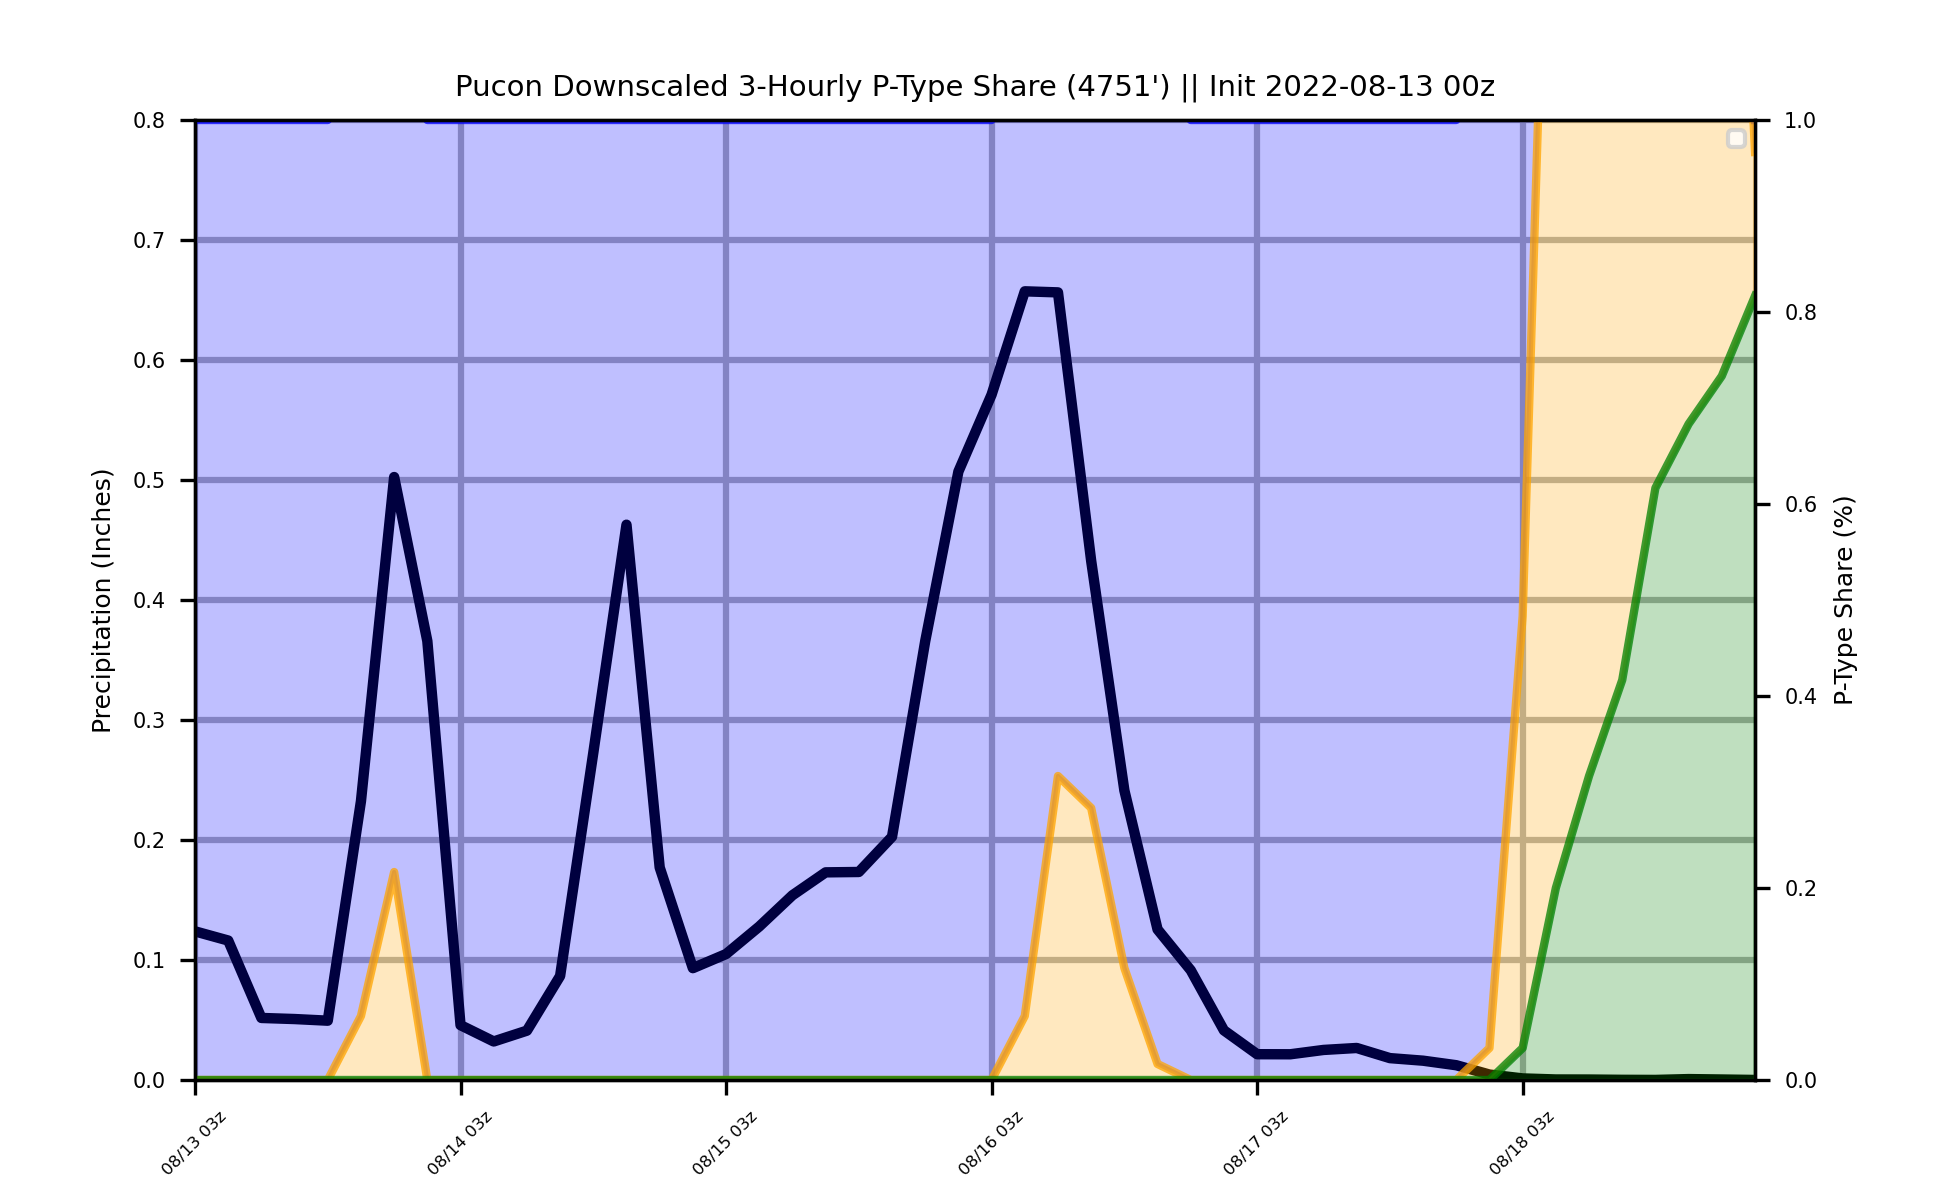 Pucon Downscaled 3-Hourly P-Type Share (4751') || Init 2022-08-13 00z
0.8
0.7
0.6
0.5
0.4
0.3
0.2
0.1
0.0
Precipitation (Inches)
1.0
0.8
0.6
0.4
0.2
0.0
P-Type Share (%)
08/13 03z
08/14 03z
08/15 03z
08/16 03z
08/17 03z
08/18 03z